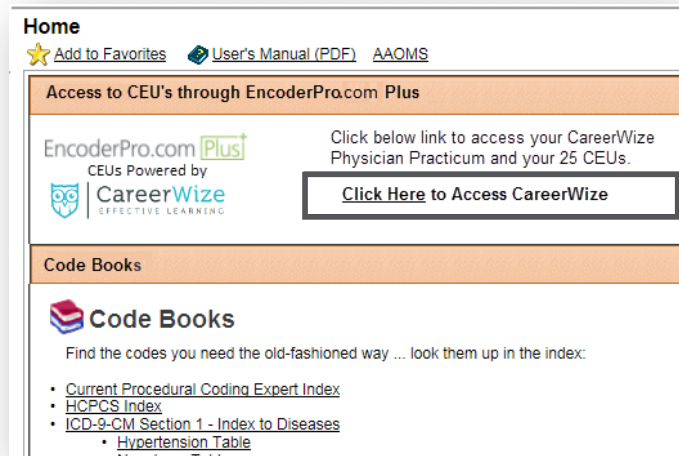 Home
Add to Favorites User's Manual (PDF) AAOMS
Access to CEU's through EncoderPro.com Plus
EncoderPro.com Plus
CEUs Powered by
CareerWize
EFFECTIVE LEARNING
Click below link to access your CareerWize
Physician Practicum and your 25 CEUs.
Click Here to Access CareerWize
Code Books
Code Books
Find the codes you need the old-fashioned way ... look them up in the index:
• Current Procedural Coding Expert Index
• HCPCS Index
• ICD-9-CM Section 1 - Index to Diseases
• Hypertension Table